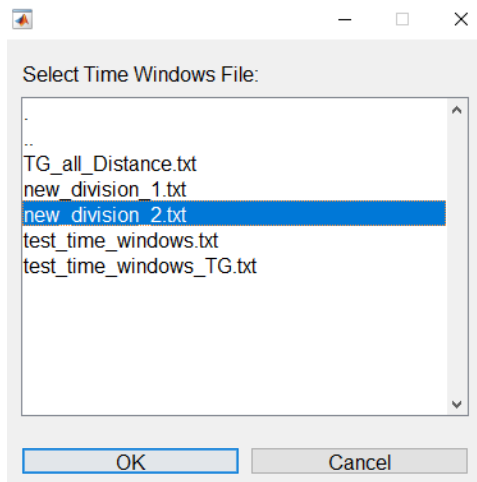 Select Time Windows File:
.
..
TG_all_Distance.txt
new_division_1.txt
new_division_2.txt
test_time_windows.txt
test_time_windows_TG.txt
OK Cancel